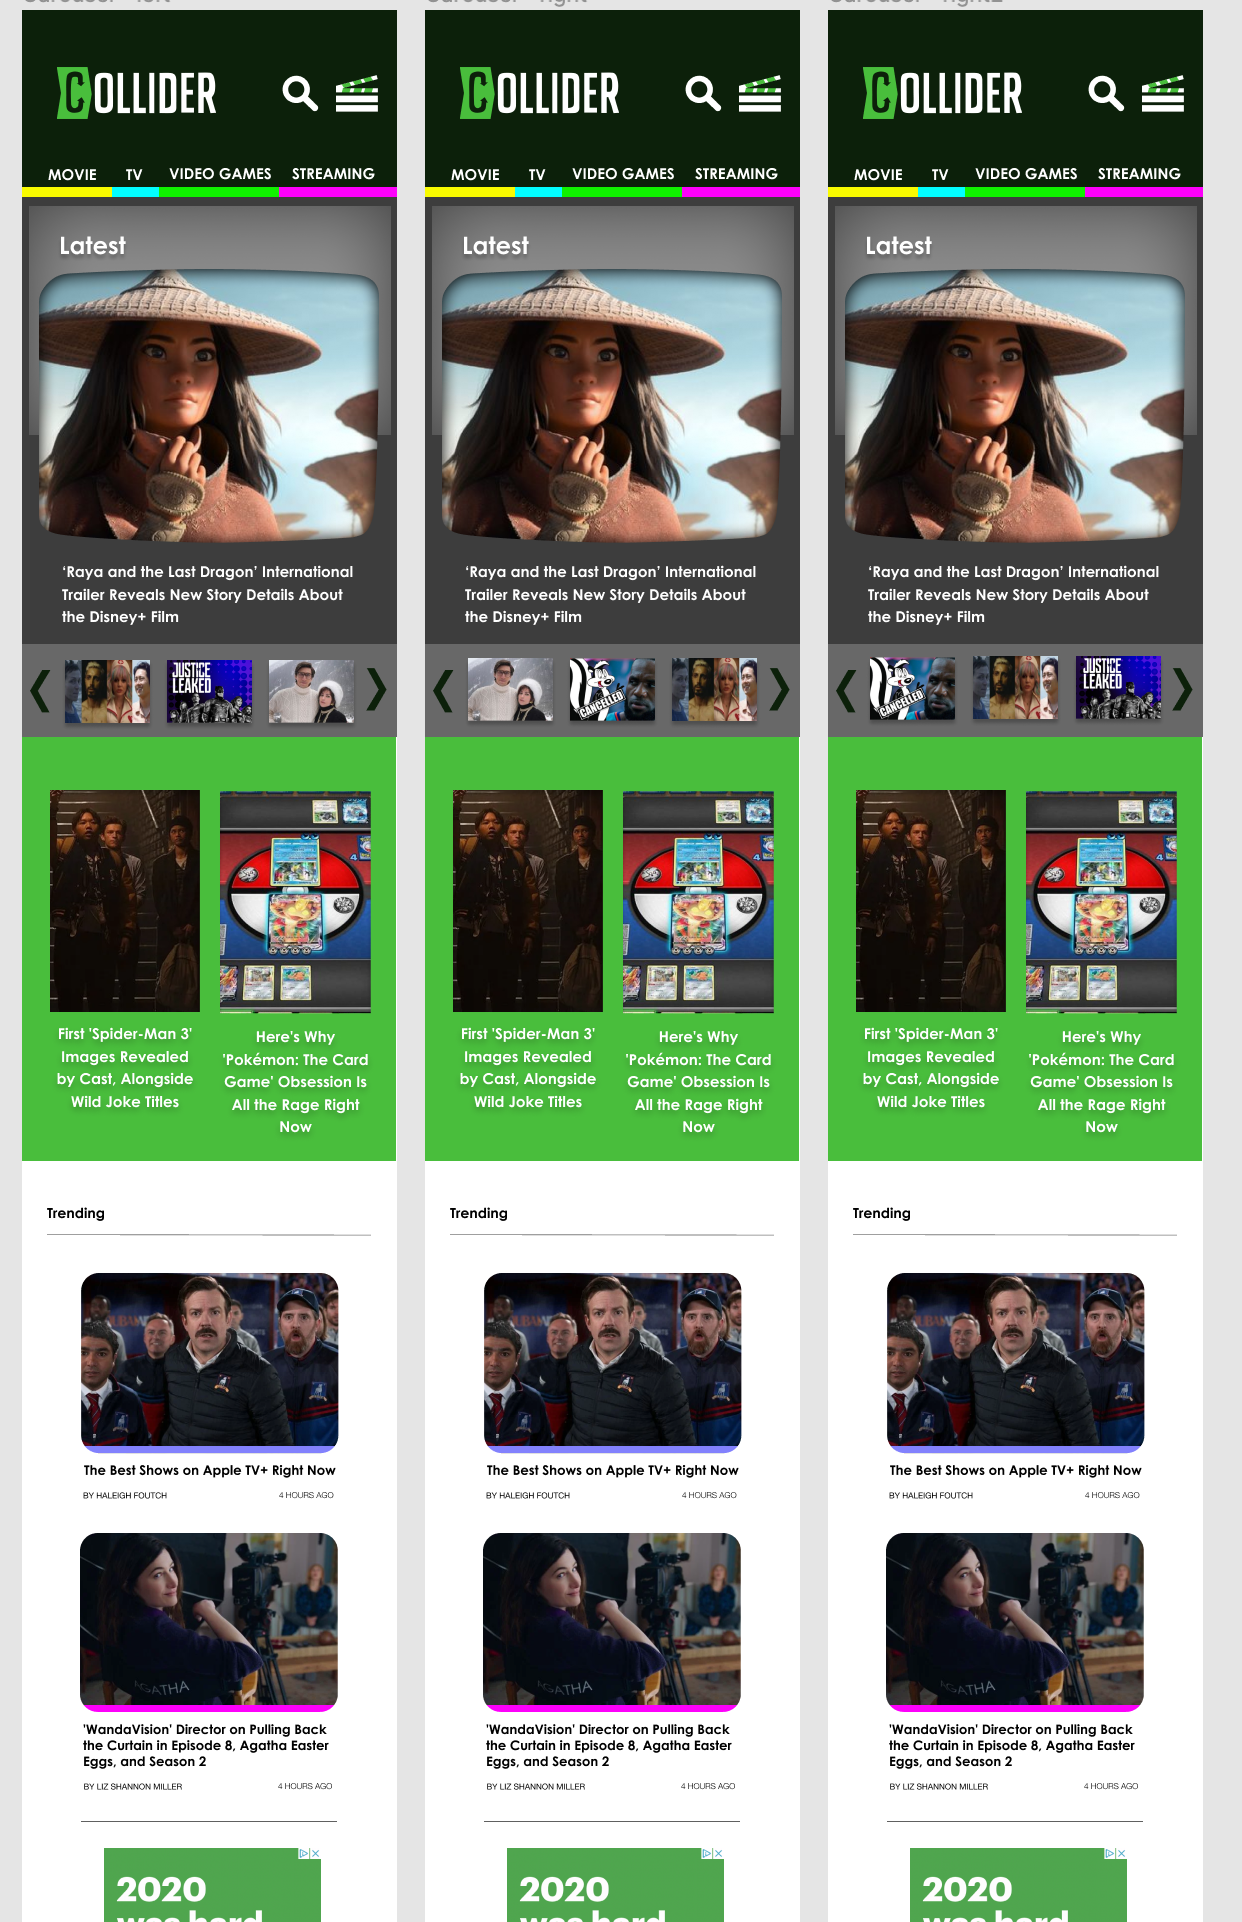 COLLIDER
MOVIE TV VIDEO GAMES STREAMING
Latest
‘Raya and the Last Dragon’ International
Trailer Reveals New Story Details About
the Disney+ Film
JUSTICE
LEAKED
First 'Spider-Man 3'
Images Revealed
by Cast, Alongside
Wild Joke Titles
Here's Why
'Pokémon: The Card
Game' Obsession Is
All the Rage Right
Now
Trending
The Best Shows on Apple TV+ Right Now
BY HALEIGH FOUTCH 4 HOURS AGO
AGATHA
'WandaVision' Director on Pulling Back
the Curtain in Episode 8, Agatha Easter
Eggs, and Season 2
BY LIZ SHANNON MILLER 4 HOURS AGO
2020
was hard
COLLIDER
MOVIE TV VIDEO GAMES STREAMING
Latest
‘Raya and the Last Dragon’ International
Trailer Reveals New Story Details About
the Disney+ Film
CANCELLED
First 'Spider-Man 3'
Images Revealed
by Cast, Alongside
Wild Joke Titles
Here's Why
'Pokémon: The Card
Game' Obsession Is
All the Rage Right
Now
Trending
The Best Shows on Apple TV+ Right Now
BY HALEIGH FOUTCH 4 HOURS AGO
AGATHA
'WandaVision' Director on Pulling Back
the Curtain in Episode 8, Agatha Easter
Eggs, and Season 2
BY LIZ SHANNON MILLER 4 HOURS AGO
2020
was hard
COLLIDER
MOVIE TV VIDEO GAMES STREAMING
Latest
‘Raya and the Last Dragon’ International
Trailer Reveals New Story Details About
the Disney+ Film
CANCELLED
JUSTICE
LEAKED
First 'Spider-Man 3'
Images Revealed
by Cast, Alongside
Wild Joke Titles
Here's Why
'Pokémon: The Card
Game' Obsession Is
All the Rage Right
Now
Trending
The Best Shows on Apple TV+ Right Now
BY HALEIGH FOUTCH 4 HOURS AGO
AGATHA
'WandaVision' Director on Pulling Back
the Curtain in Episode 8, Agatha Easter
Eggs, and Season 2
BY LIZ SHANNON MILLER 4 HOURS AGO
2020
was hard